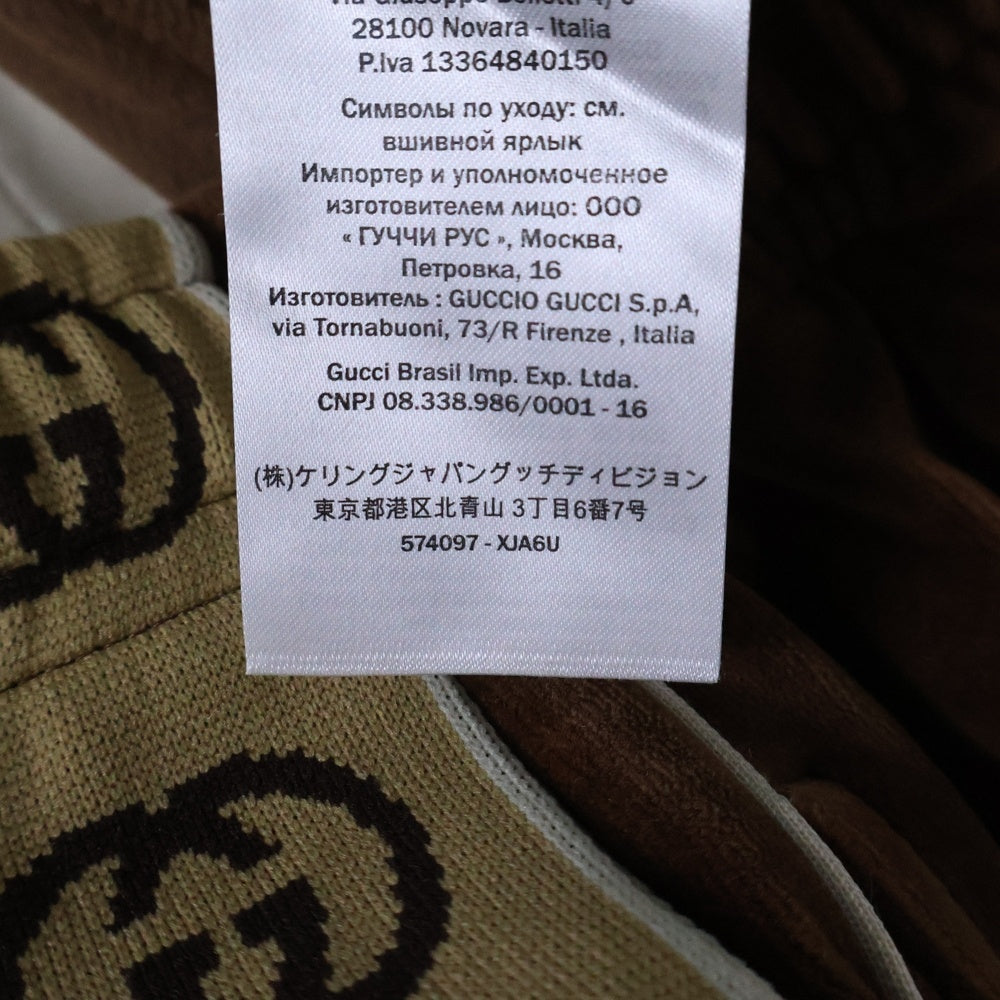 28100 Novara - Italia
P.Iva 13364840150
Символы по уходу: см.
вшивной ярлык
Импортер и уполномоченное
изготовителем лицо: ООО
« ГУЧЧИ РУС », Москва,
Петровка, 16
Изготовитель : GUCCIO GUCCI S.p.A,
via Tornabuoni, 73/R Firenze , Italia
Gucci Brasil Imp. Exp. Ltda.
CNPJ 08.338.986/0001 - 16
(株)ケリングジャパングッチディビジョン
東京都港区北青山 3丁目6番7号
574097 - XJA6U